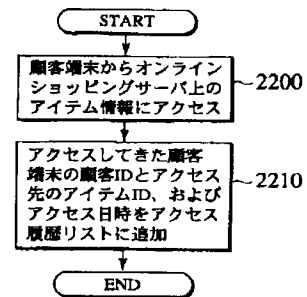 START
顧客端末からオンライン
ショッピングサーバ上の
アイテム情報にアクセス
2200
アクセスしてきた顧客
端末の顧客IDとアクセス
先のアイテムID、および
アクセス日時をアクセス
履歴リストに追加
2210
END